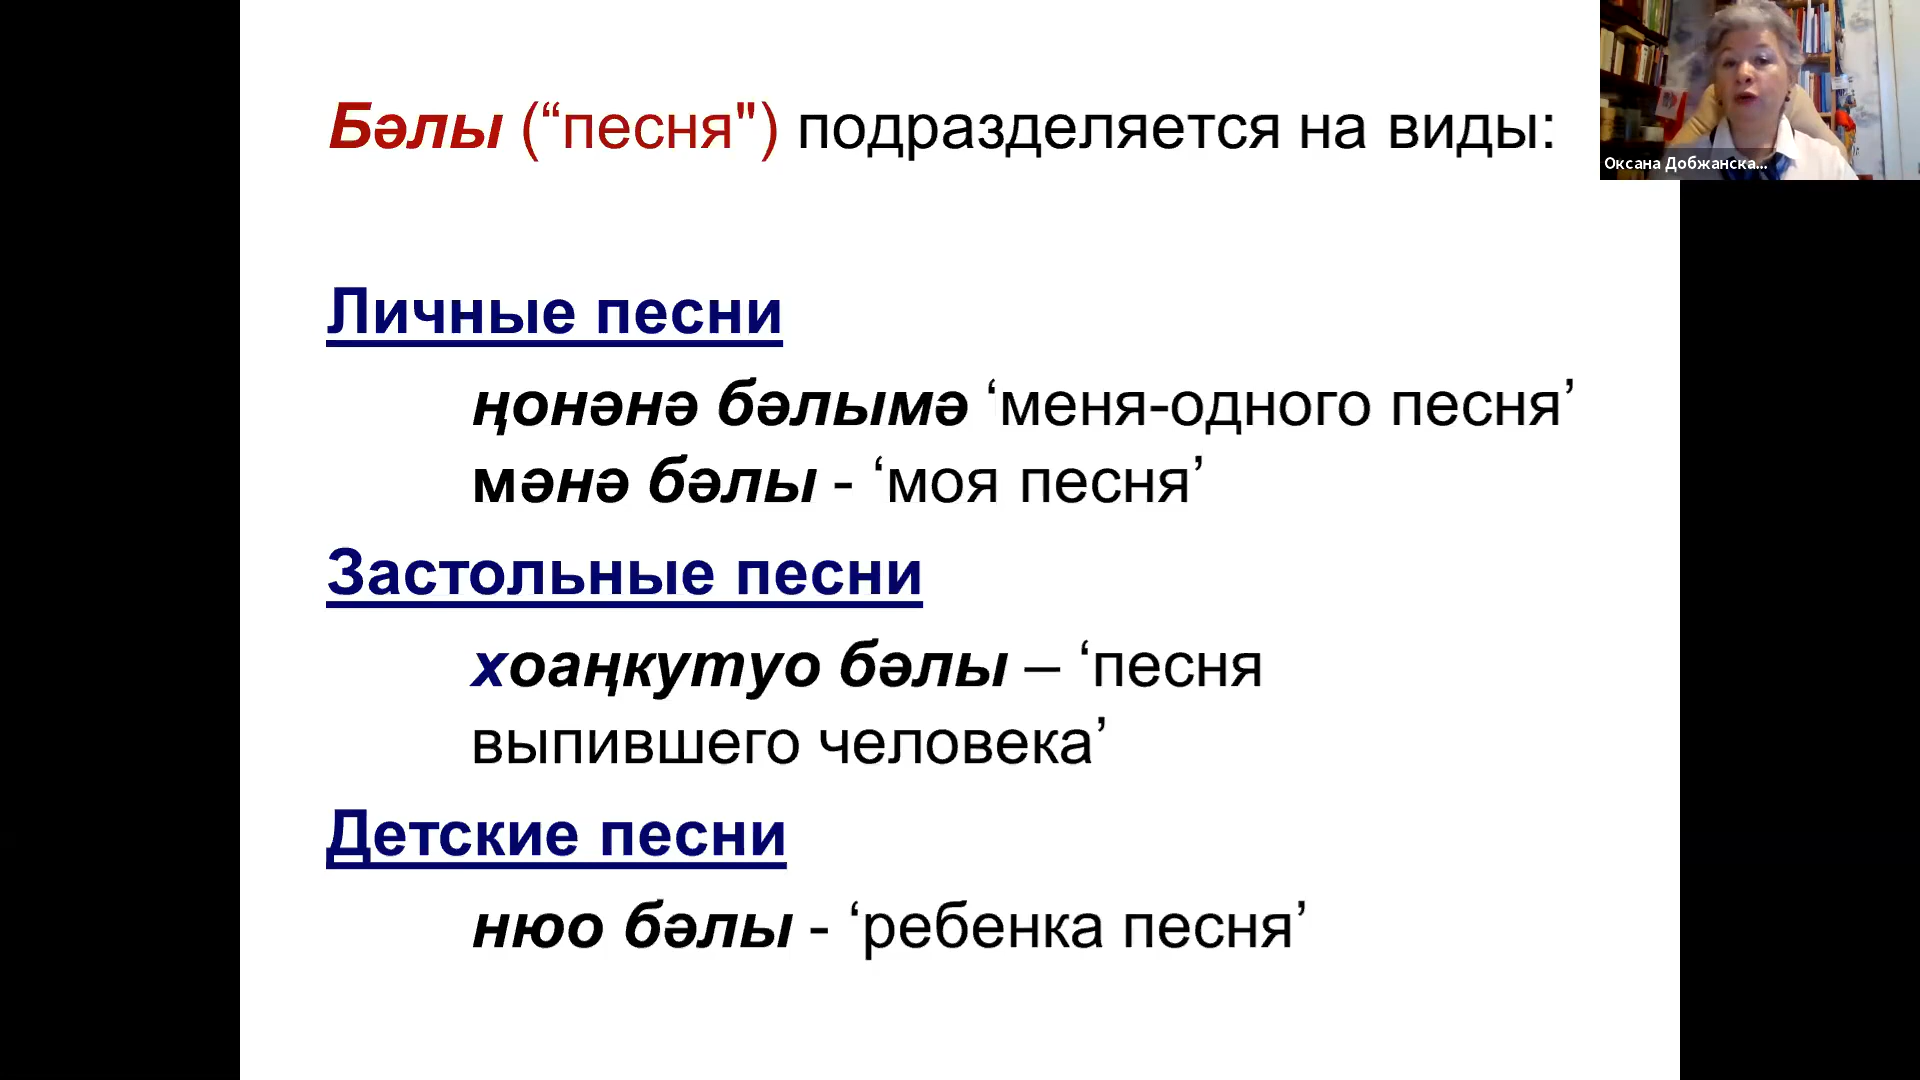 Бәлы (“песня") подразделяется на виды:
Оксана Добжанска...
Личные песни
ңонәнә бәлымә ‘меня-одного песня’
мәнә бәлы - ‘моя песня’
Застольные песни
хоаңкутуо бәлы – ‘песня
выпившего человека’
Детские песни
нюо бәлы - ‘ребенка песня’